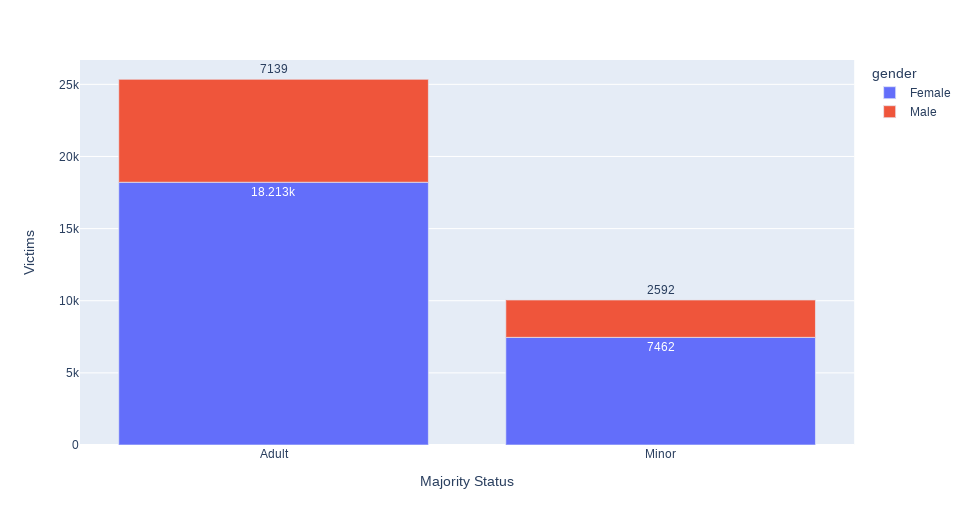 7139
25k
gender
Female
Male
20k
18.213k
15k
Victims
10k
2592
7462
5k
0
Adult
Minor
Majority Status